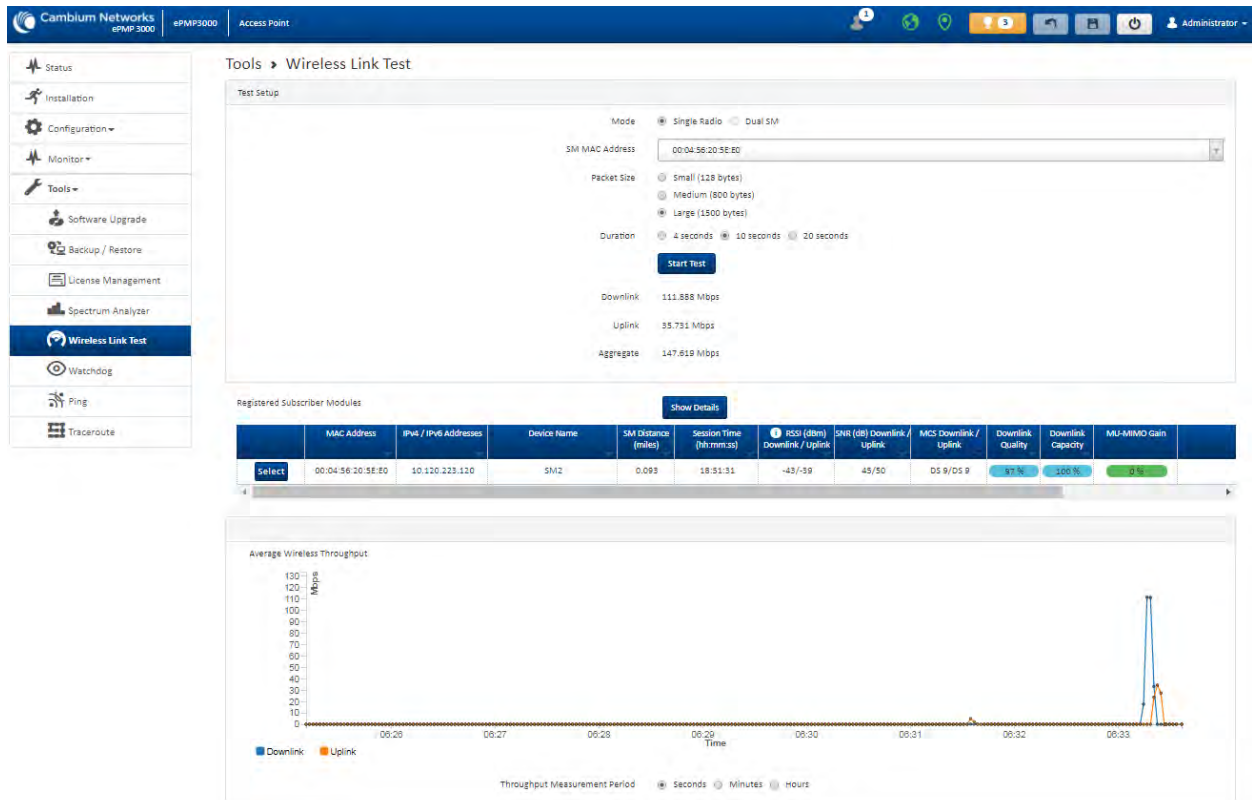 Cambium Networks
ePMP 3000
ePMP3000
Access Point
1
3
Administrator
Status
Installation
Configuration
Monitor
Tools
Software Upgrade
Backup / Restore
License Management
Spectrum Analyzer
Wireless Link Test
Watchdog
Ping
Traceroute
Tools > Wireless Link Test
Test Setup
Mode Single Radio Dual SM
SM MAC Address 00:04:56:20:5E:E0
Packet Size Small (128 bytes)
Medium (800 bytes)
Large (1500 bytes)
Duration 4 seconds 10 seconds 20 seconds
Start Test
Downlink 111.888 Mbps
Uplink 35.731 Mbps
Aggregate 147.619 Mbps
Registered Subscriber Modules
Show Details
MAC Address IPv4 / IPv6 Addresses Device Name SM Distance (miles) Session Time (hh:mm:ss) RSSI (dBm) Downlink / Uplink SNR (dB) Downlink / Uplink MCS Downlink / Uplink Downlink Quality Downlink Capacity MU-MIMO Gain
Select 00:04:56:20:5E:E0 10.120.223.120 SM2 0.093 18:51:31 -43/-39 45/50 DS 9/DS 9 97 % 100 % 0 %
Average Wireless Throughput
Mbps
130
120
110
100
90
80
70
60
50
40
30
20
10
0
06:26 06:27 06:28 06:29 06:30 06:31 06:32 06:33
Time
Downlink Uplink
Throughput Measurement Period Seconds Minutes Hours